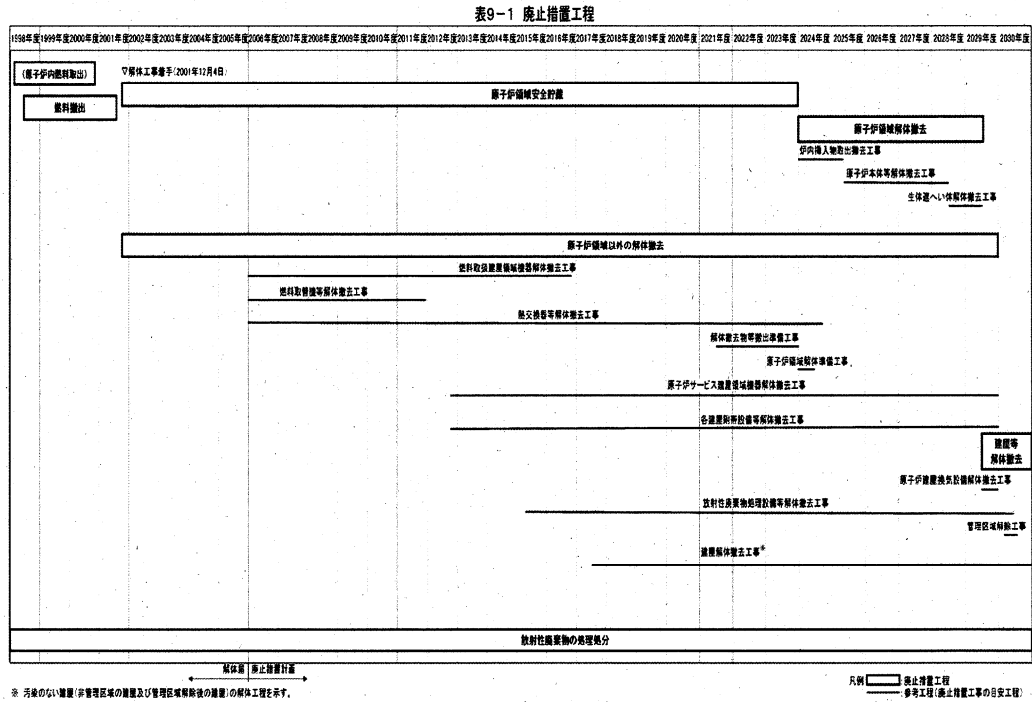 表9-1 廃止措置工程
1998年度 1999年度 2000年度 2001年度 2002年度 2003年度 2004年度 2005年度 2006年度 2007年度 2008年度 2009年度 2010年度 2011年度 2012年度 2013年度 2014年度 2015年度 2016年度 2017年度 2018年度 2019年度 2020年度 2021年度 2022年度 2023年度 2024年度 2025年度 2026年度 2027年度 2028年度 2029年度 2030年度
(原子炉内燃料取出)
▽解体工事着手(2001年12月4日)
燃料搬出
原子炉領域安全貯蔵
原子炉領域解体撤去
炉内挿入物取出撤去工事
原子炉本体等解体撤去工事
生体遮へい体解体撤去工事
原子炉領域以外の解体撤去
燃料取扱建屋領域機器解体撤去工事
燃料取替機等解体撤去工事
熱交換器等解体撤去工事
解体撤去物等搬出準備工事
原子炉領域解体準備工事
原子炉サービス建屋領域機器解体撤去工事
各建屋附帯設備等解体撤去工事
建屋等
解体撤去
原子炉建屋換気設備解体撤去工事
放射性廃棄物処理設備等解体撤去工事
管理区域解除工事
建屋解体撤去工事※
放射性廃棄物の処理処分
解体届 廃止措置計画
※ 汚染のない建屋(非管理区域の建屋及び管理区域解除後の建屋)の解体工程を示す。
凡例 :廃止措置工程
:参考工程(廃止措置工事の目安工程)